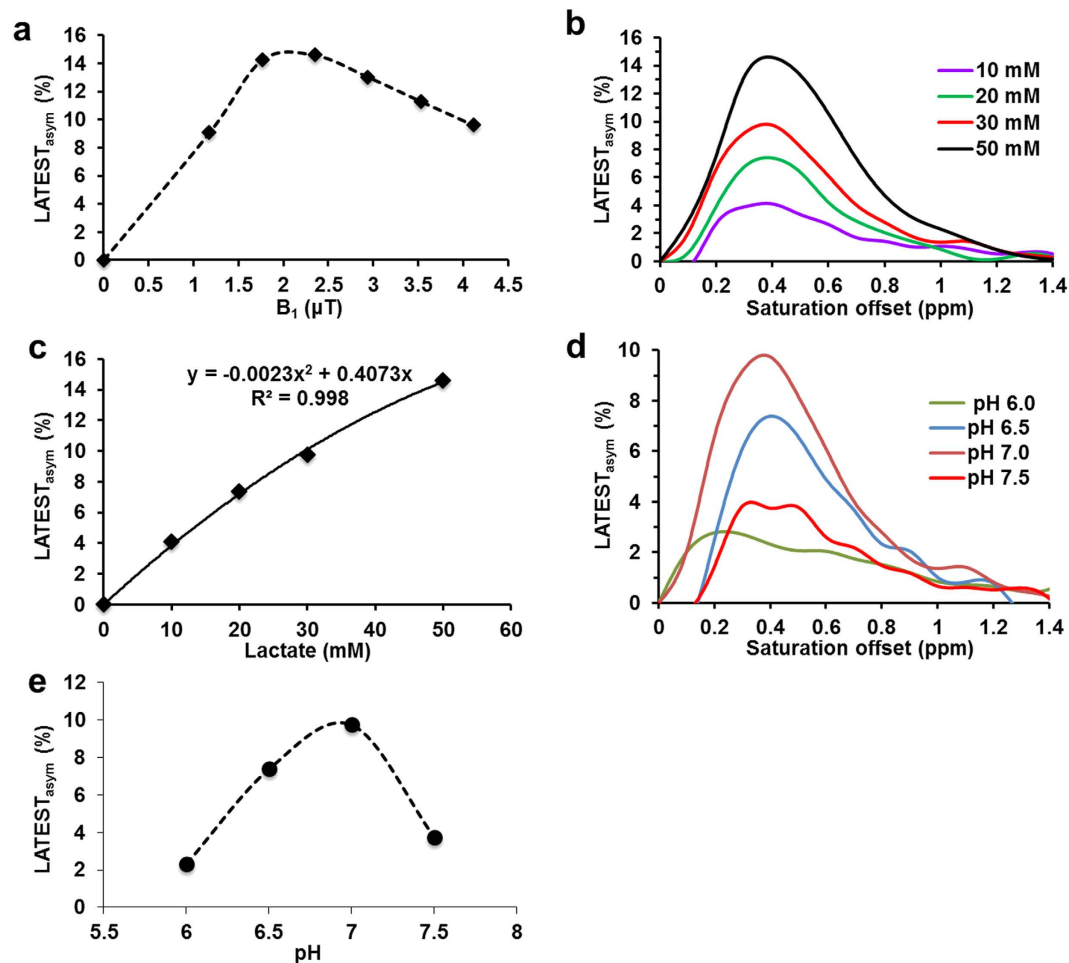 a
LATESTasym (%)
16
14
12
10
8
6
4
2
0
0 0.5 1 1.5 2 2.5 3 3.5 4 4.5
B1 (µT)
b
LATESTasym (%)
16
14
12
10
8
6
4
2
0
10 mM
20 mM
30 mM
50 mM
0 0.2 0.4 0.6 0.8 1 1.2 1.4
Saturation offset (ppm)
c
LATESTasym (%)
16
14
12
10
8
6
4
2
0
y = -0.0023x² + 0.4073x
R² = 0.998
0 10 20 30 40 50 60
Lactate (mM)
d
LATESTasym (%)
10
8
6
4
2
0
pH 6.0
pH 6.5
pH 7.0
pH 7.5
0 0.2 0.4 0.6 0.8 1 1.2 1.4
Saturation offset (ppm)
e
LATESTasym (%)
12
10
8
6
4
2
0
5.5 6 6.5 7 7.5 8
pH